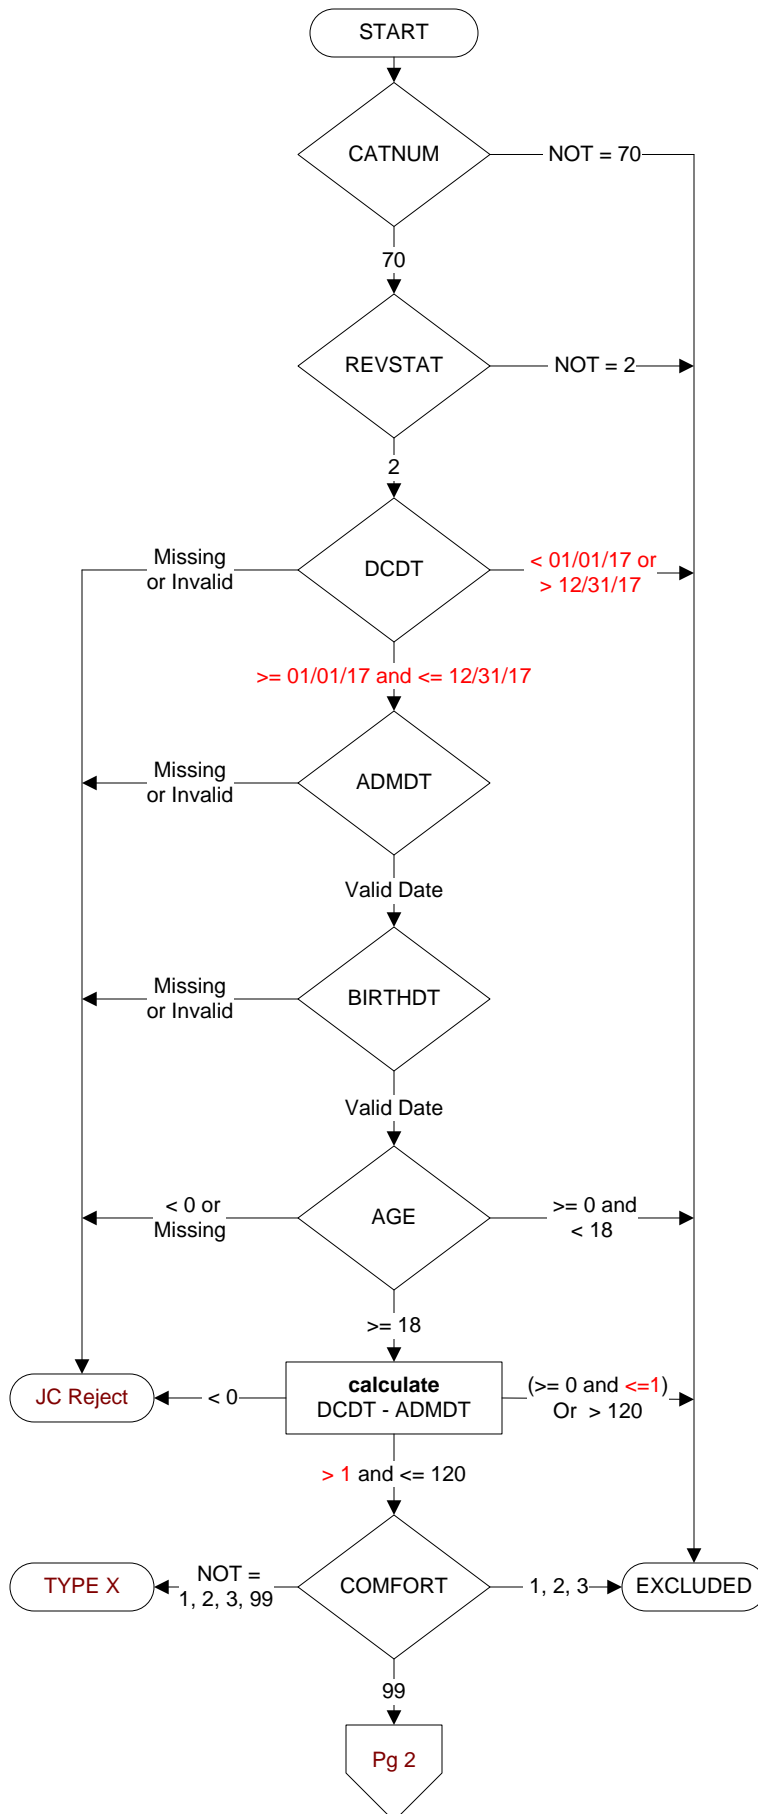 START
CATNUM
NOT = 70
70
REVSTAT
NOT = 2
2
Missing
or Invalid
DCDT
< 01/01/17 or
> 12/31/17
>= 01/01/17 and <= 12/31/17
Missing
or Invalid
ADMDT
Valid Date
Missing
or Invalid
BIRTHDT
Valid Date
< 0 or
Missing
AGE
>= 0 and
< 18
>= 18
JC Reject
< 0
calculate
DCDT - ADMDT
(>= 0 and <=1)
Or > 120
> 1 and <= 120
TYPE X
NOT =
1, 2, 3, 99
COMFORT
1, 2, 3
EXCLUDED
99
Pg 2